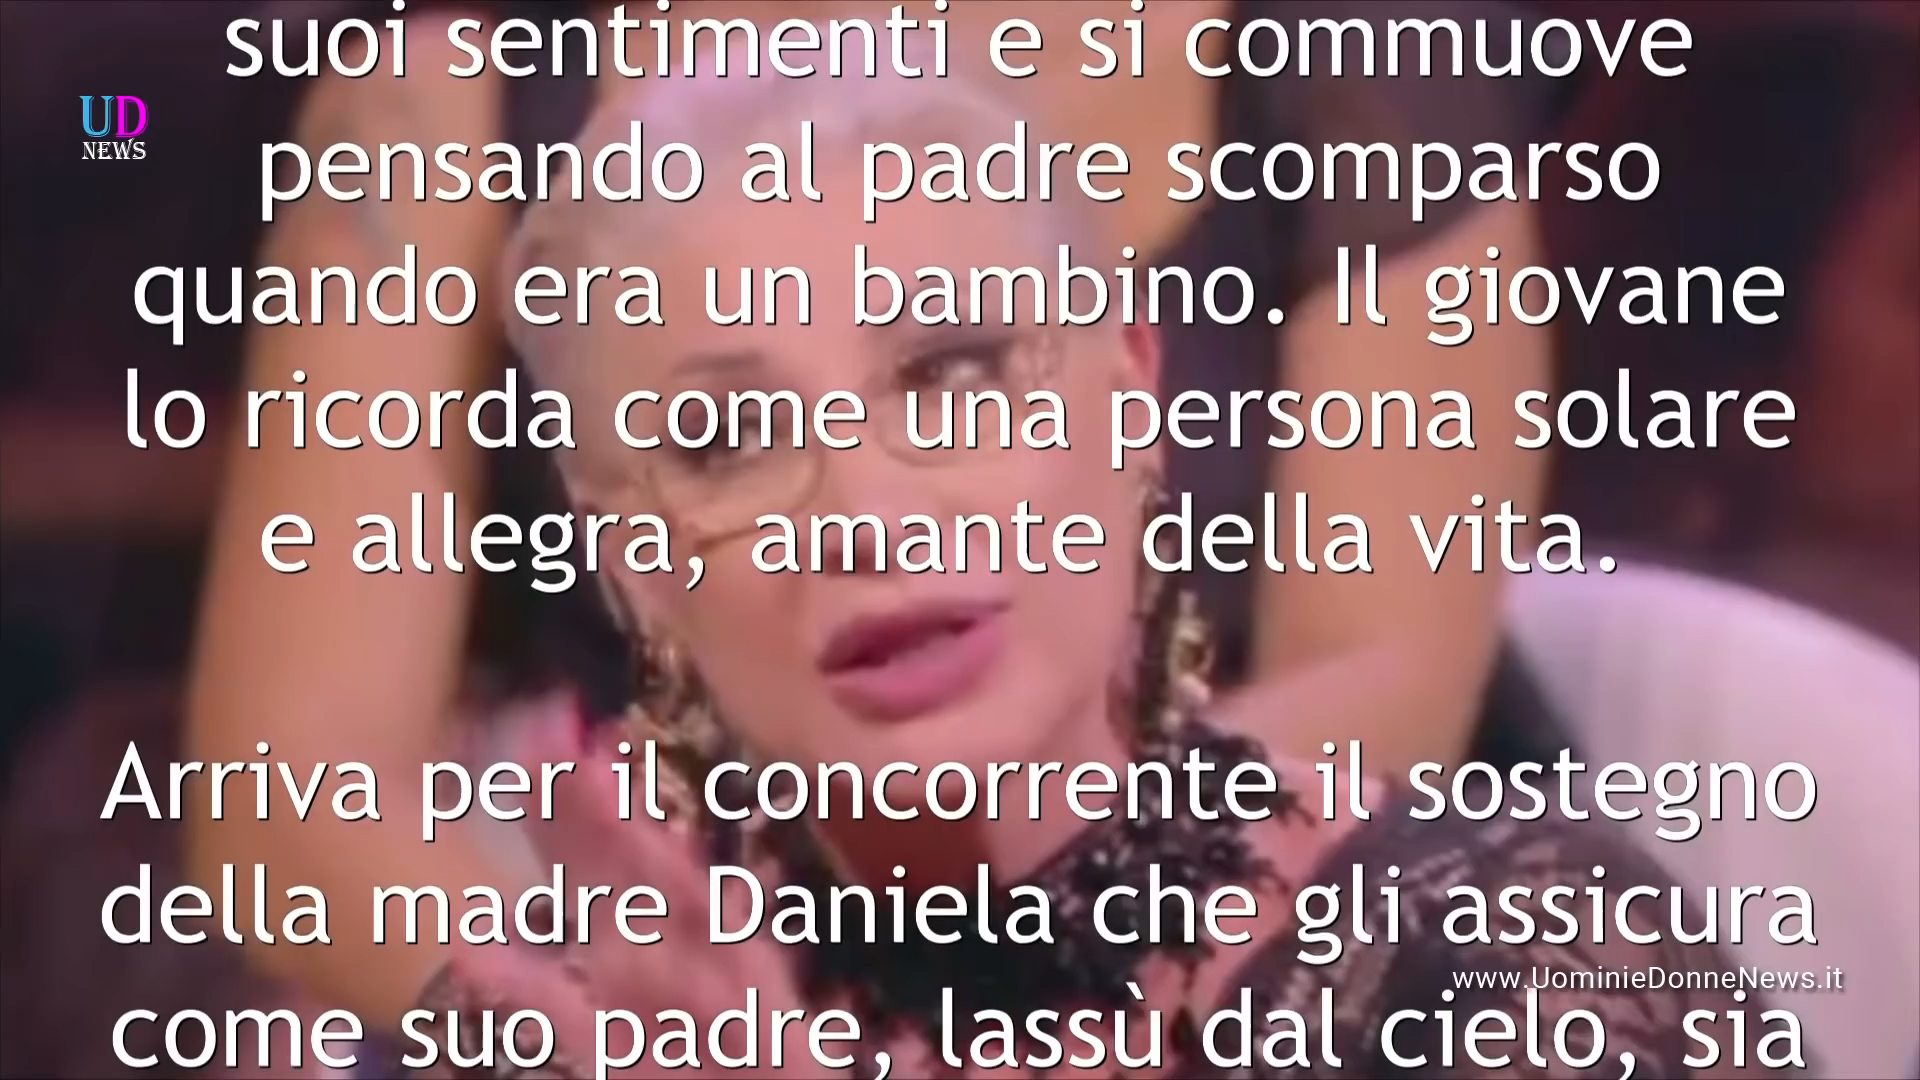 suoi sentimenti e si commuove
UD
NEWS
pensando al padre scomparso
quando era un bambino. Il giovane
lo ricorda come una persona solare
e allegra, amante della vita.
Arriva per il concorrente il sostegno
della madre Daniela che gli assicura
www.UominieDonneNews.it
come suo padre, lassù dal cielo, sia